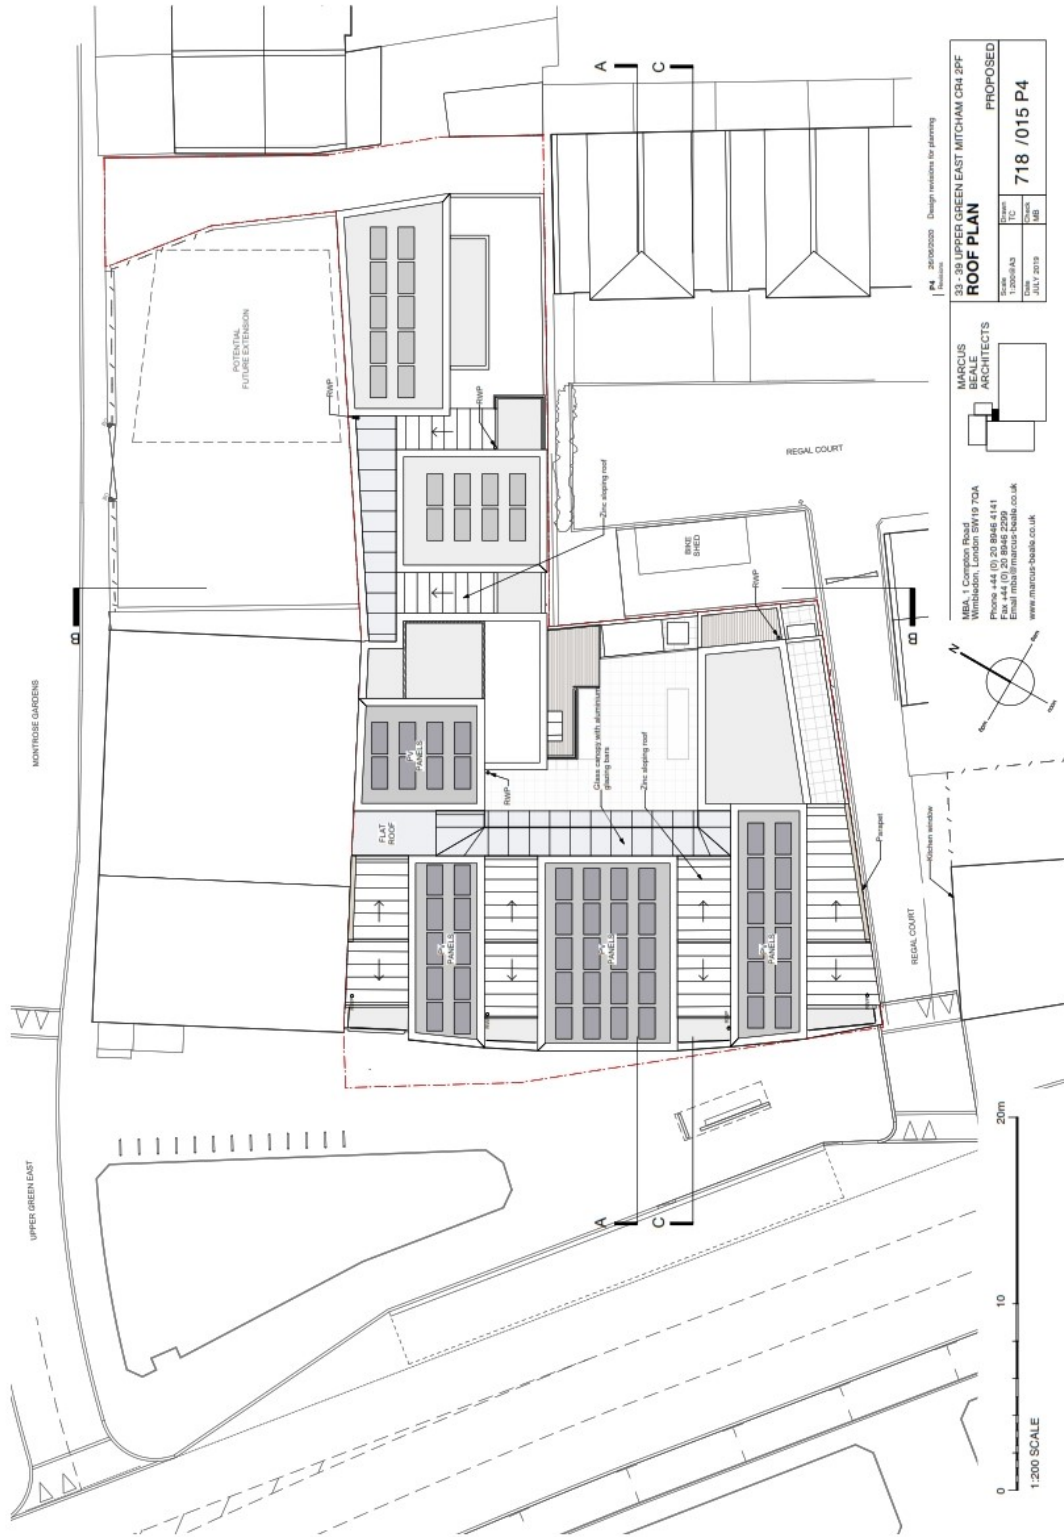 MONTROSE GARDENS
UPPER GREEN EAST
POTENTIAL
FUTURE EXTENSION
RWP
RWP
Zinc sloping roof
B
B
A
C
A
C
FLAT
ROOF
PV
PANELS
RWP
Glass canopy with aluminium
glazing bars
Zinc sloping roof
PV
PANELS
PV
PANELS
PV
PANELS
BIKE
SHED
RWP
REGAL COURT
Parapet
Kitchen window
REGAL COURT
0
10
20m
1:200 SCALE
N
MBA, 1 Compton Road
Wimbledon, London SW19 7QA
Phone +44 (0) 20 8946 4141
Fax +44 (0) 20 8946 2299
Email mba@marcus-beale.co.uk
www.marcus-beale.co.uk
MARCUS
BEALE
ARCHITECTS
P4 26/06/2020 Design revisions for planning
Revisions
33 - 39 UPPER GREEN EAST MITCHAM CR4 2PF
ROOF PLAN
PROPOSED
Scale
1:200@A3
Drawn
TC
Date
JULY 2019
Check
MB
718 /015 P4